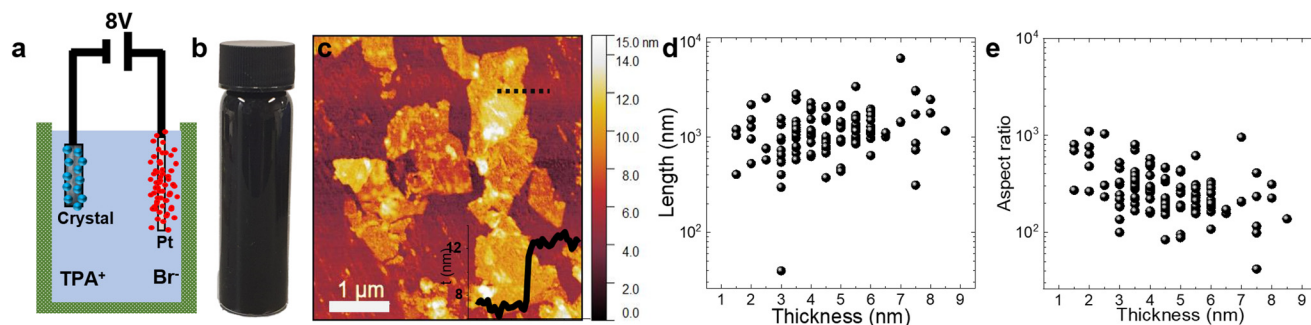 a
8V
Crystal
Pt
TPA⁺
Br⁻
b
c
12
8
t (nm)
1 µm
15.0 nm
14.0
12.0
10.0
8.0
6.0
4.0
2.0
0.0
d
10⁴
10³
10²
Length (nm)
1 2 3 4 5 6 7 8 9
Thickness (nm)
e
10⁴
10³
10²
Aspect ratio
1 2 3 4 5 6 7 8 9
Thickness (nm)